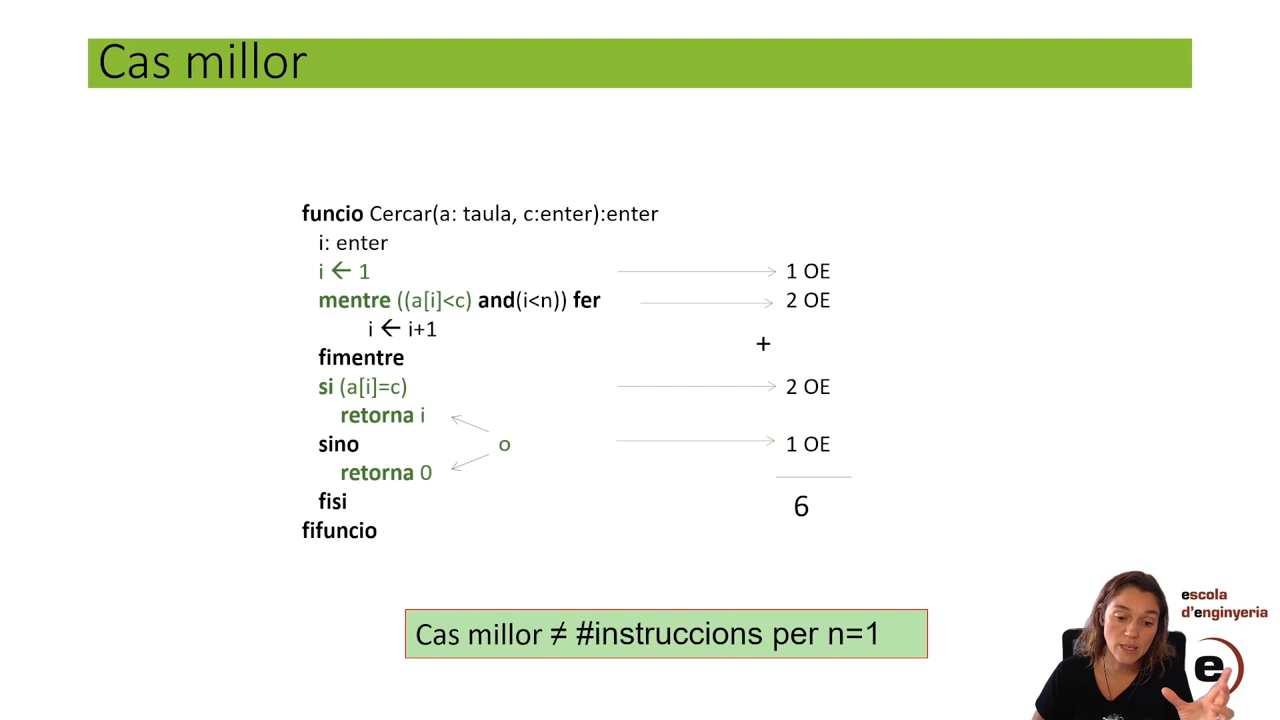 Cas millor
funcio Cercar(a: taula, c:enter):enter
i: enter
i ← 1 1 OE
mentre ((a[i]<c) and(i<n)) fer 2 OE
i ← i+1
+
fimentre
si (a[i]=c) 2 OE
retorna i
sino o 1 OE
retorna 0
fisi 6
fifuncio
Cas millor ≠ #instruccions per n=1
escola
d'enginyeria
e